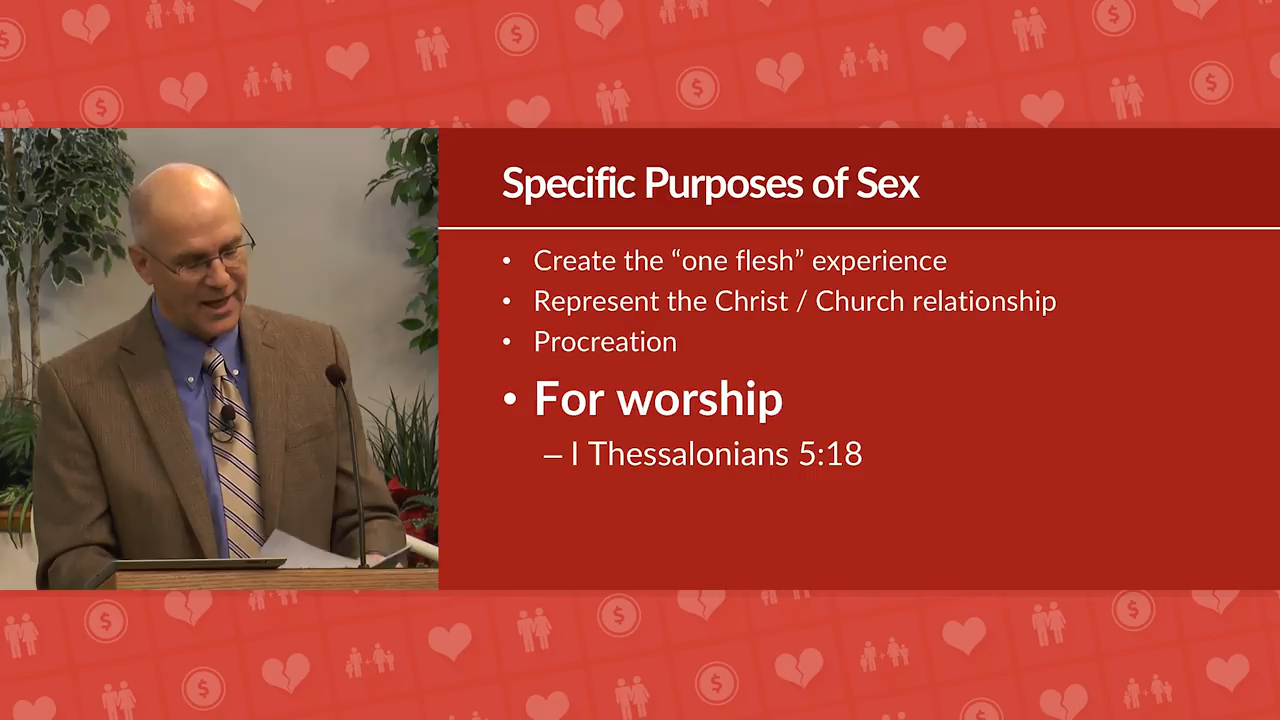 Specific Purposes of Sex
• Create the “one flesh” experience
• Represent the Christ / Church relationship
• Procreation
• For worship
– I Thessalonians 5:18